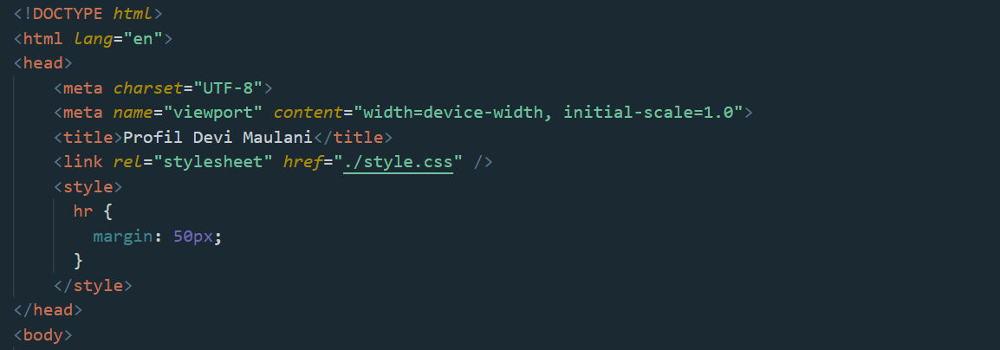 <!DOCTYPE html>
<html lang="en">
<head>
    <meta charset="UTF-8">
    <meta name="viewport" content="width=device-width, initial-scale=1.0">
    <title>Profil Devi Maulani</title>
    <link rel="stylesheet" href="./style.css" />
    <style>
      hr {
        margin: 50px;
      }
    </style>
</head>
<body>